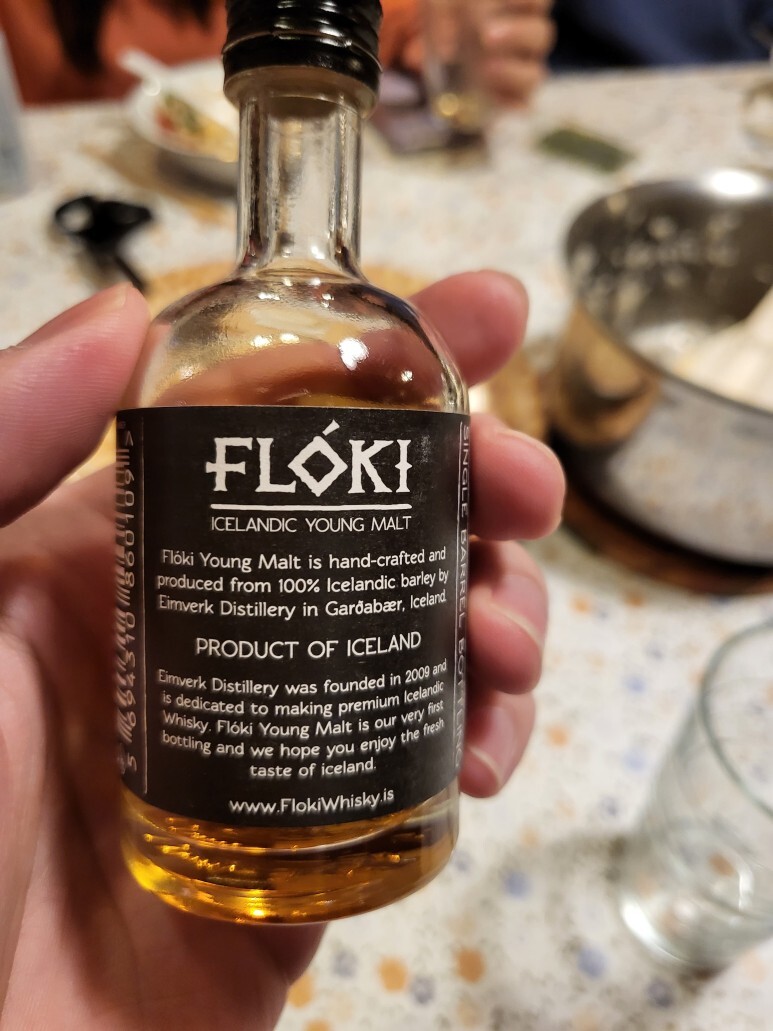 FLÓKI
ICELANDIC YOUNG MALT
Flóki Young Malt is hand-crafted and
produced from 100% Icelandic barley by
Eimverk Distillery in Garðabær, Iceland.
PRODUCT OF ICELAND
Eimverk Distillery was founded in 2009 and
is dedicated to making premium Icelandic
Whisky. Flóki Young Malt is our very first
bottling and we hope you enjoy the fresh
taste of iceland.
www.FlokiWhisky.is
SINGLE BARREL BOTTLING